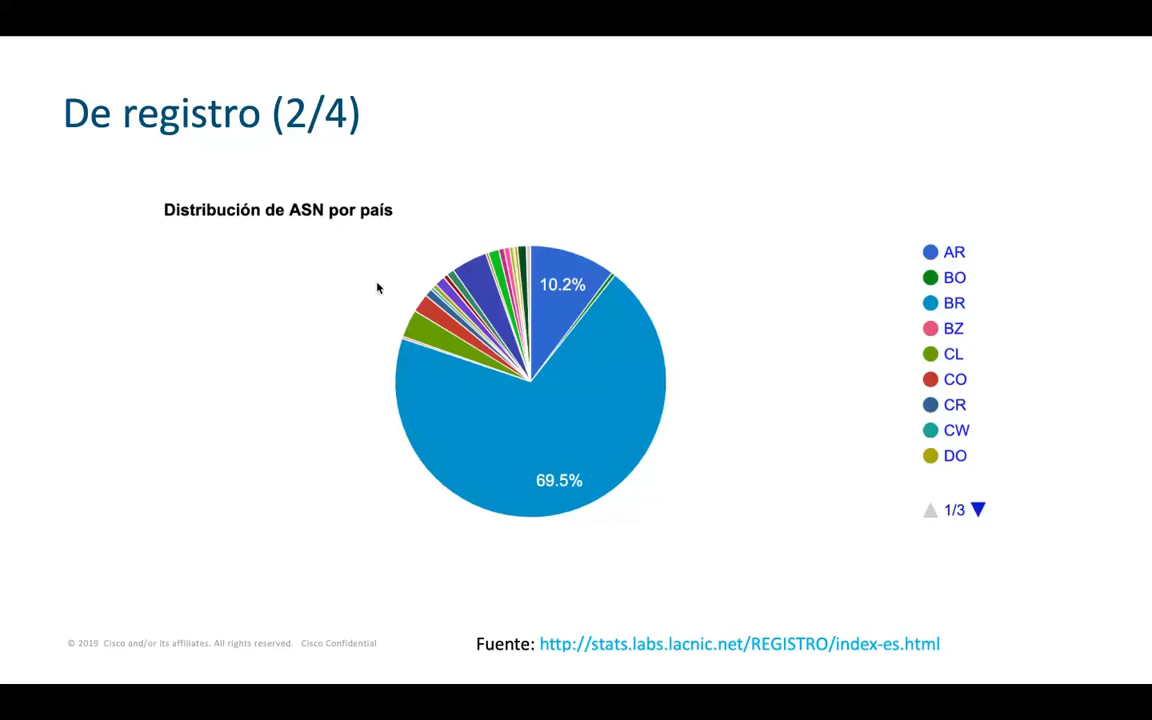 De registro (2/4)
Distribución de ASN por país
10.2%
69.5%
AR
BO
BR
BZ
CL
CO
CR
CW
DO
1/3
© 2019 Cisco and/or its affiliates. All rights reserved. Cisco Confidential
Fuente: http://stats.labs.lacnic.net/REGISTRO/index-es.html